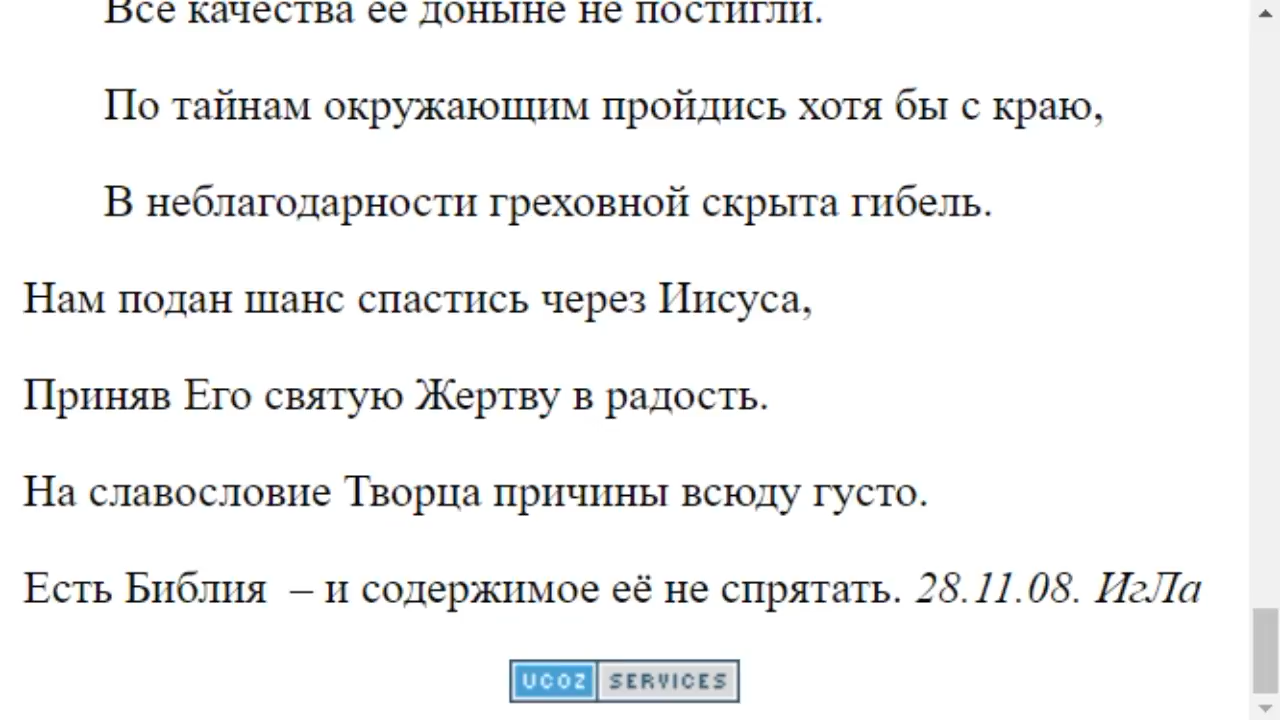 Все качества её доныне не постигли.
По тайнам окружающим пройдись хотя бы с краю,
В неблагодарности греховной скрыта гибель.
Нам подан шанс спастись через Иисуса,
Приняв Его святую Жертву в радость.
На славословие Творца причины всюду густо.
Есть Библия – и содержимое её не спрятать. 28.11.08. ИгЛа
UCOZ SERVICES